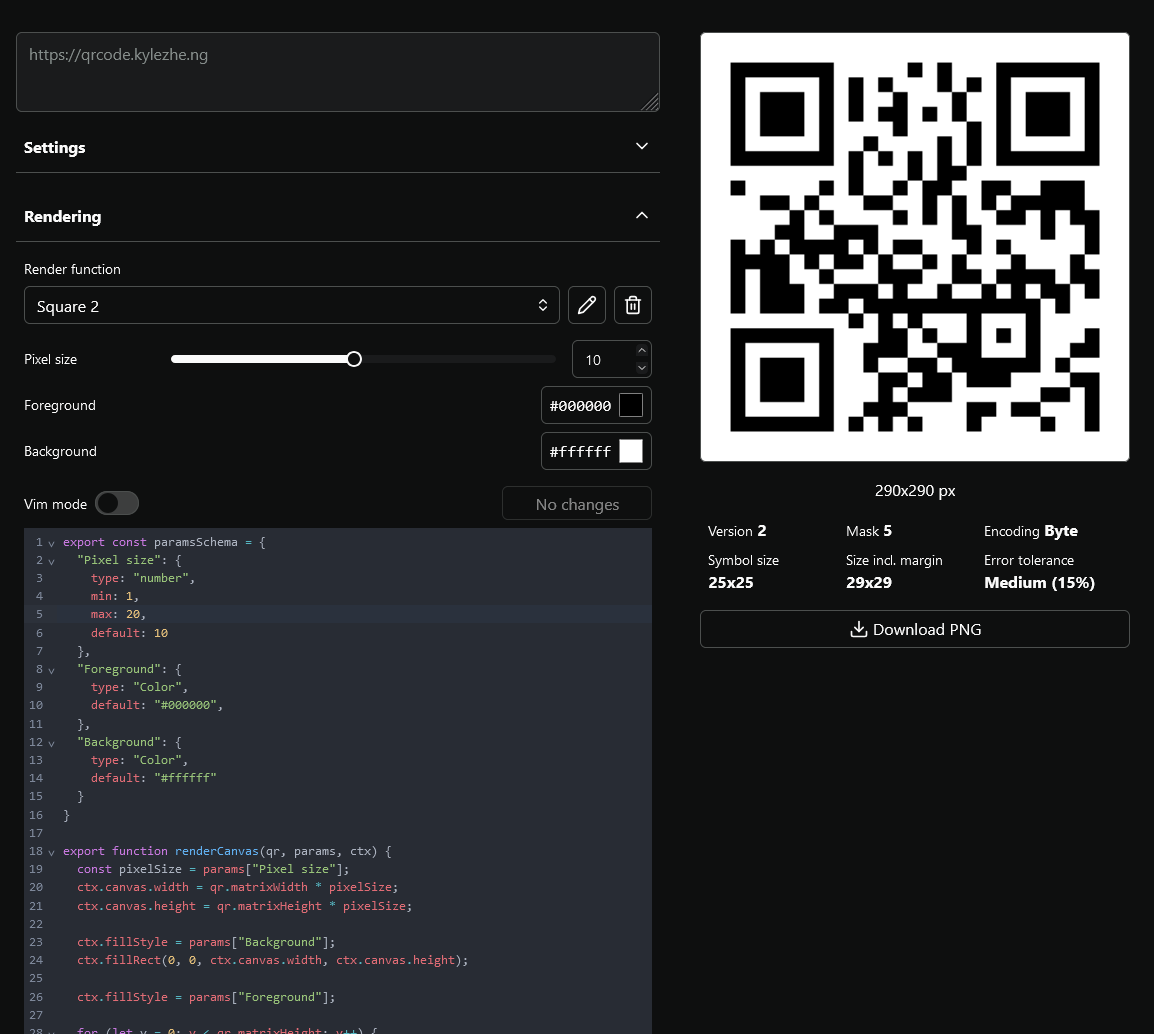 https://qrcode.kylezhe.ng
Settings
Rendering
Render function
Square 2
Pixel size
10
Foreground
#000000
Background
#ffffff
Vim mode
No changes
1 export const paramsSchema = {
2   "Pixel size": {
3     type: "number",
4     min: 1,
5     max: 20,
6     default: 10
7   },
8   "Foreground": {
9     type: "Color",
10     default: "#000000",
11   },
12   "Background": {
13     type: "Color",
14     default: "#ffffff"
15   }
16 }
17
18 export function renderCanvas(qr, params, ctx) {
19   const pixelSize = params["Pixel size"];
20   ctx.canvas.width = qr.matrixWidth * pixelSize;
21   ctx.canvas.height = qr.matrixHeight * pixelSize;
22
23   ctx.fillStyle = params["Background"];
24   ctx.fillRect(0, 0, ctx.canvas.width, ctx.canvas.height);
25
26   ctx.fillStyle = params["Foreground"];
27
28   for (let y = 0; y < qr.matrixHeight; y++) {
290x290 px
Version 2
Mask 5
Encoding Byte
Symbol size
25x25
Size incl. margin
29x29
Error tolerance
Medium (15%)
Download PNG